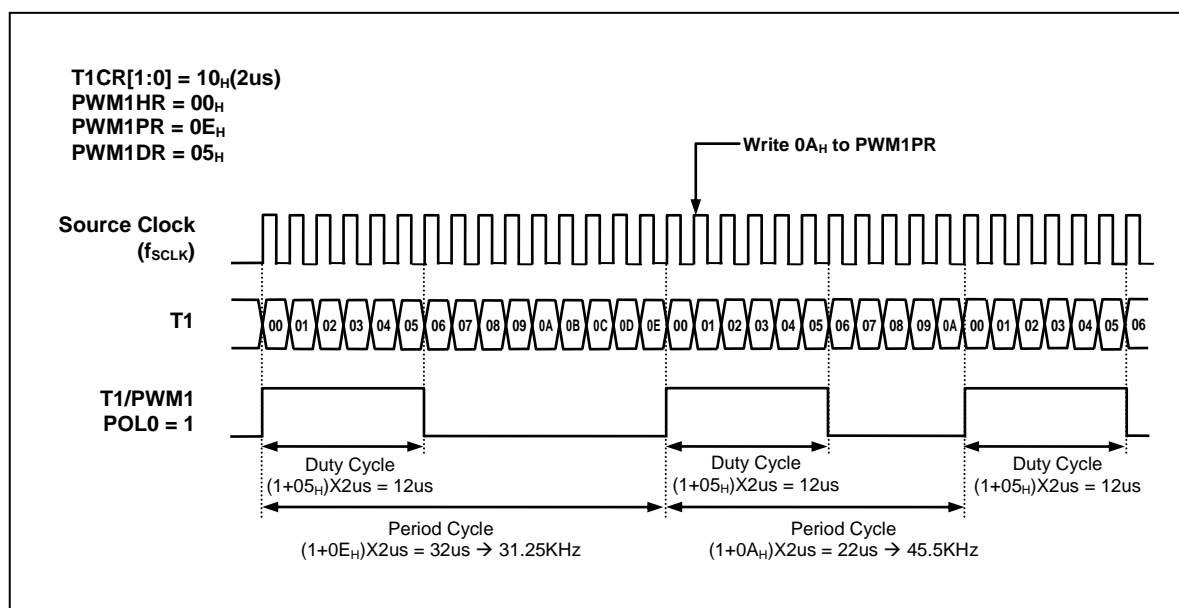 T1CR[1:0] = 10H(2us)
PWM1HR = 00H
PWM1PR = 0EH
PWM1DR = 05H
Write 0AH to PWM1PR
Source Clock
(fSCLK)
T1 00 01 02 03 04 05 06 07 08 09 0A 0B 0C 0D 0E 00 01 02 03 04 05 06 07 08 09 0A 00 01 02 03 04 05 06
T1/PWM1
POL0 = 1
Duty Cycle Duty Cycle Duty Cycle
(1+05H)X2us = 12us (1+05H)X2us = 12us (1+05H)X2us = 12us
Period Cycle Period Cycle
(1+0EH)X2us = 32us → 31.25KHz (1+0AH)X2us = 22us → 45.5KHz